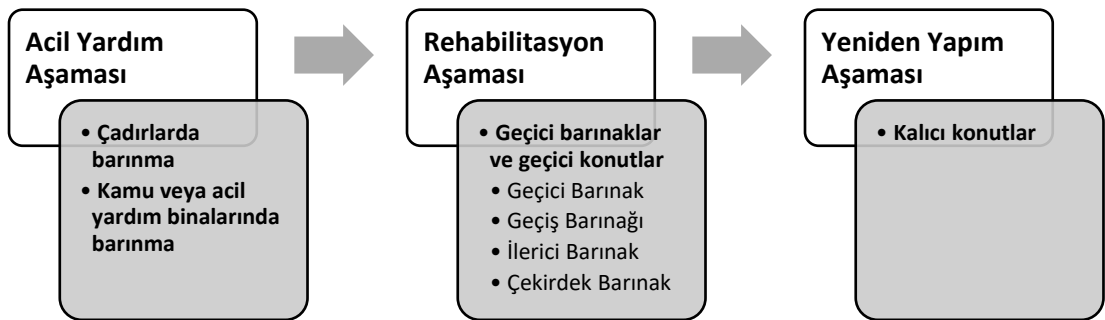 Acil Yardım
Aşaması
• Çadırlarda
barınma
• Kamu veya acil
yardım binalarında
barınma
Rehabilitasyon
Aşaması
• Geçici barınaklar
ve geçici konutlar
• Geçici Barınak
• Geçiş Barınağı
• İlerici Barınak
• Çekirdek Barınak
Yeniden Yapım
Aşaması
• Kalıcı konutlar